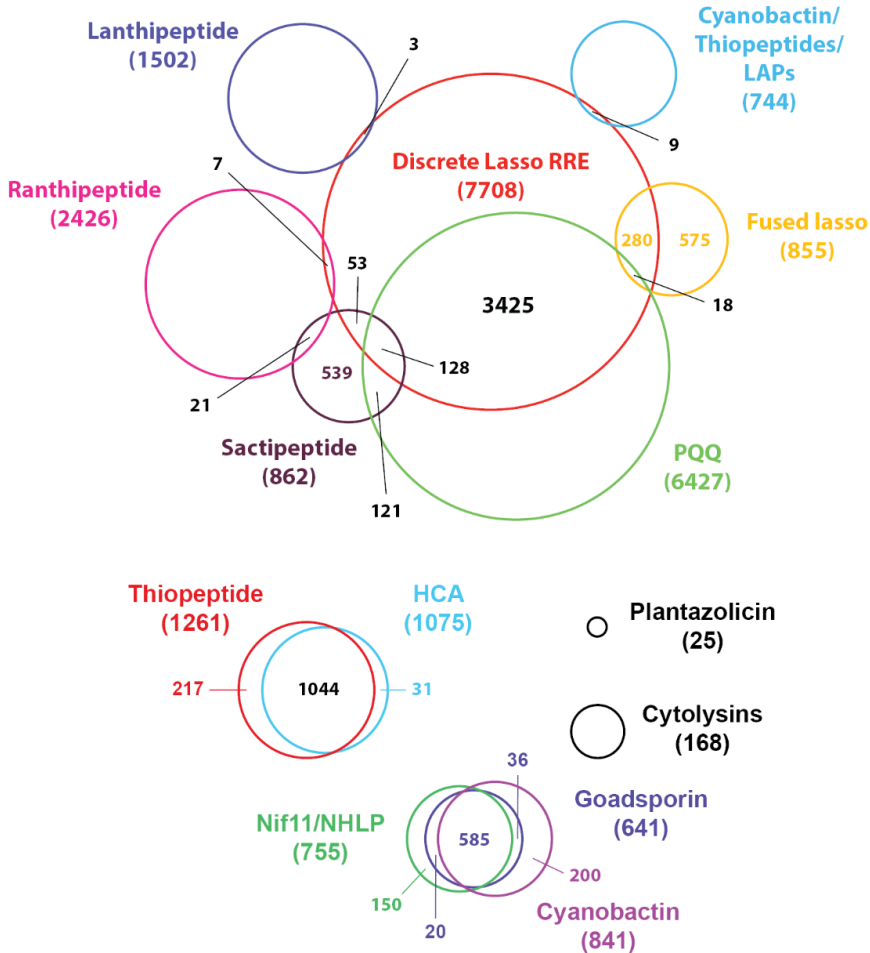 Lanthipeptide
(1502)
3
Cyanobactin/
Thiopeptides/
LAPs
(744)
9
7
Discrete Lasso RRE
(7708)
Ranthipeptide
(2426)
280
575
Fused lasso
(855)
18
53
3425
128
539
21
Sactipeptide
(862)
121
PQQ
(6427)
Thiopeptide
(1261)
HCA
(1075)
217
1044
31
Plantazolicin
(25)
Cytolysins
(168)
36
Nif11/NHLP
(755)
585
Goadsporin
(641)
150
20
200
Cyanobactin
(841)